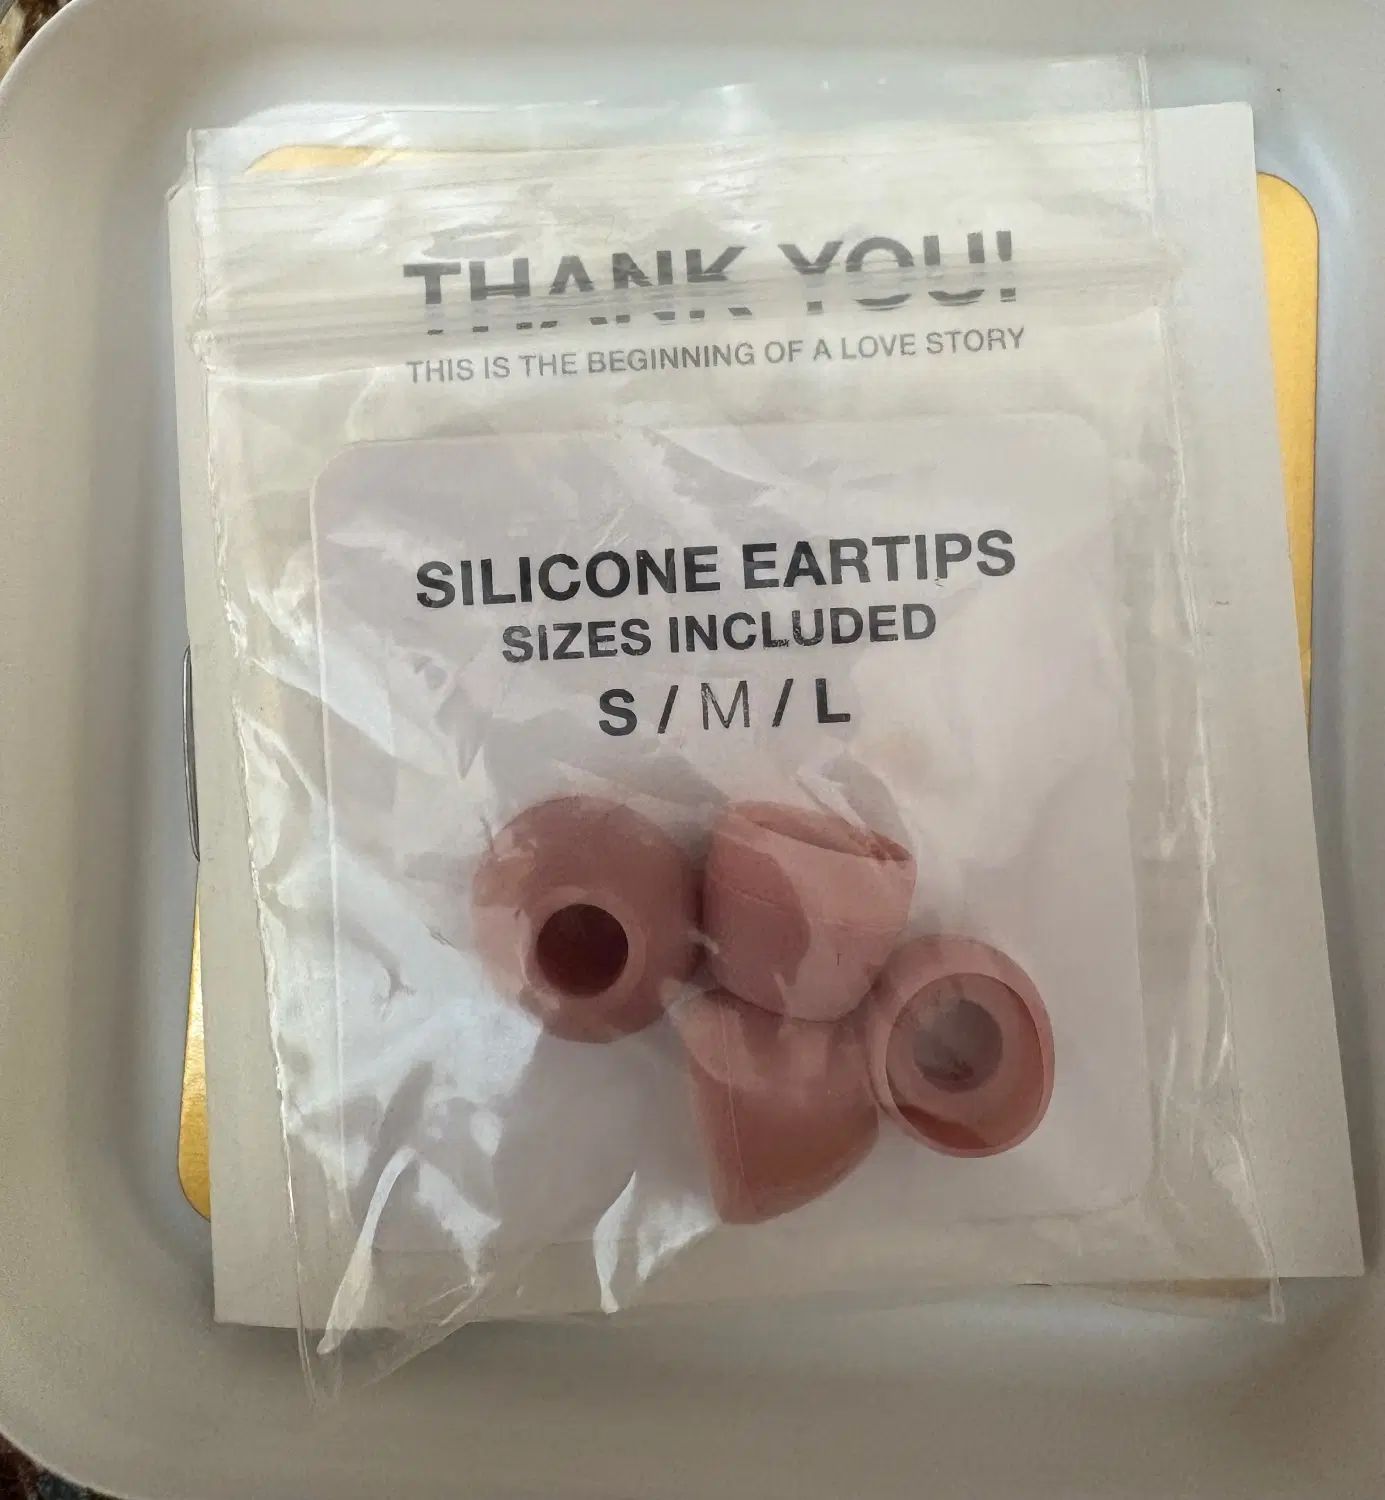 THANK YOU!
THIS IS THE BEGINNING OF A LOVE STORY
SILICONE EARTIPS
SIZES INCLUDED
S / M / L